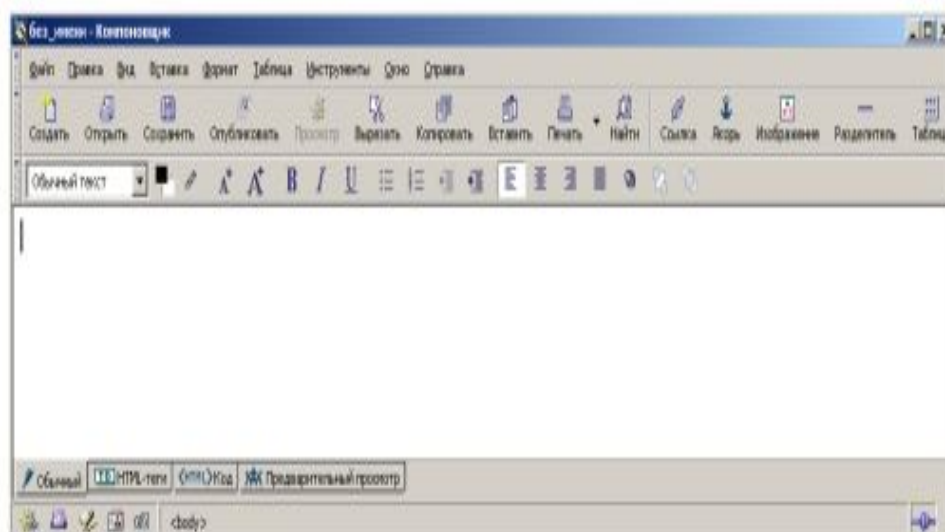 без_имени - Компоновщик
Файл Правка Вид Вставка Формат Таблица Инструменты Окно Справка
Создать Открыть Сохранить Опубликовать Просмотр Вырезать Копировать Вставить Печать Найти Ссылка Якорь Изображение Разделитель Таблица
Обычный текст
Обычный HTML-теги <HTML> Код Предварительный просмотр
<body>